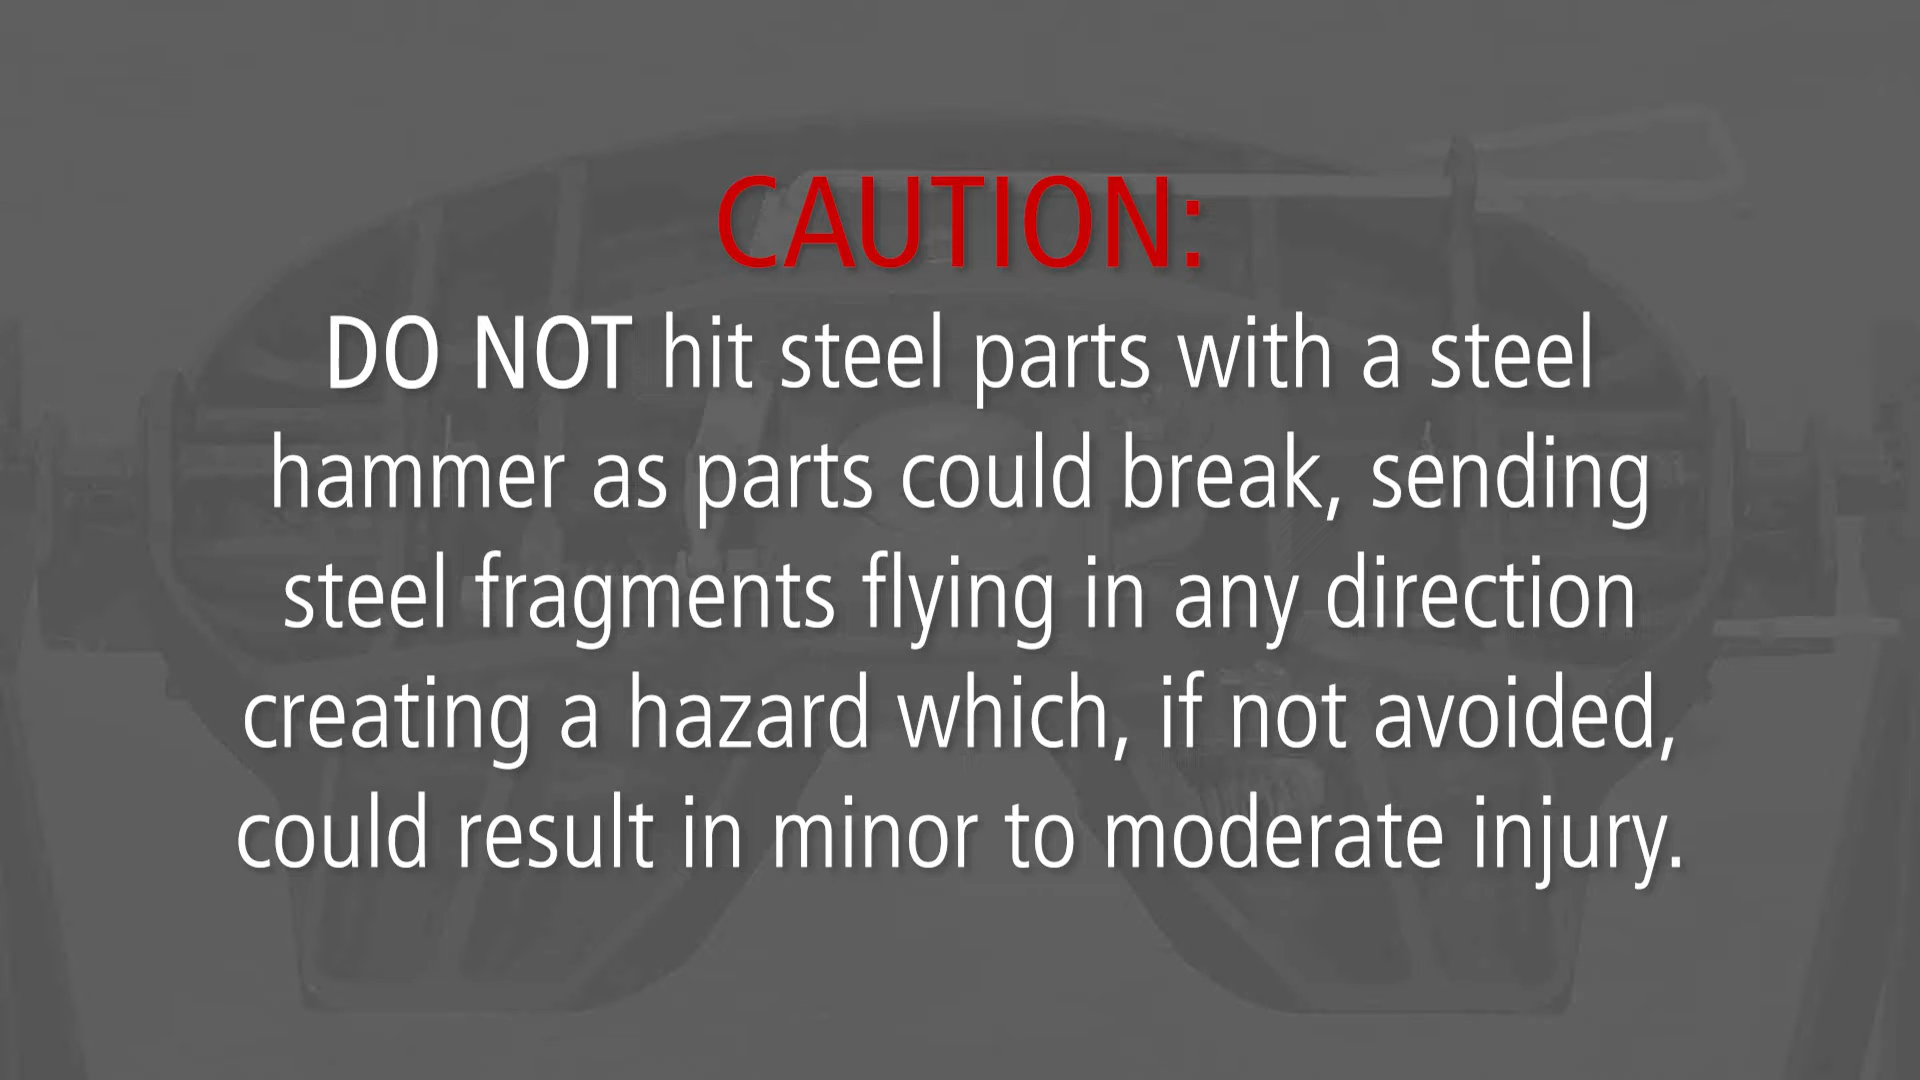 CAUTION:
DO NOT hit steel parts with a steel
hammer as parts could break, sending
steel fragments flying in any direction
creating a hazard which, if not avoided,
could result in minor to moderate injury.